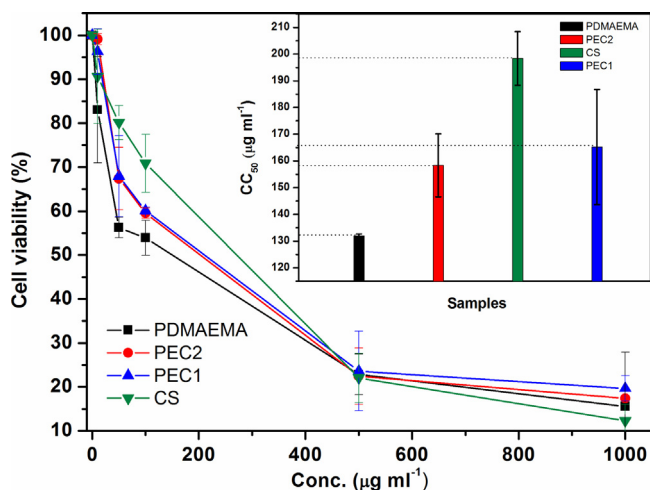 Cell viability (%)
100
90
80
70
60
50
40
30
20
10
0
200
400
600
800
1000
Conc. (µg ml⁻¹)
PDMAEMA
PEC2
PEC1
CS
CC₅₀ (µg ml⁻¹)
210
200
190
180
170
160
150
140
130
120
Samples
PDMAEMA
PEC2
CS
PEC1